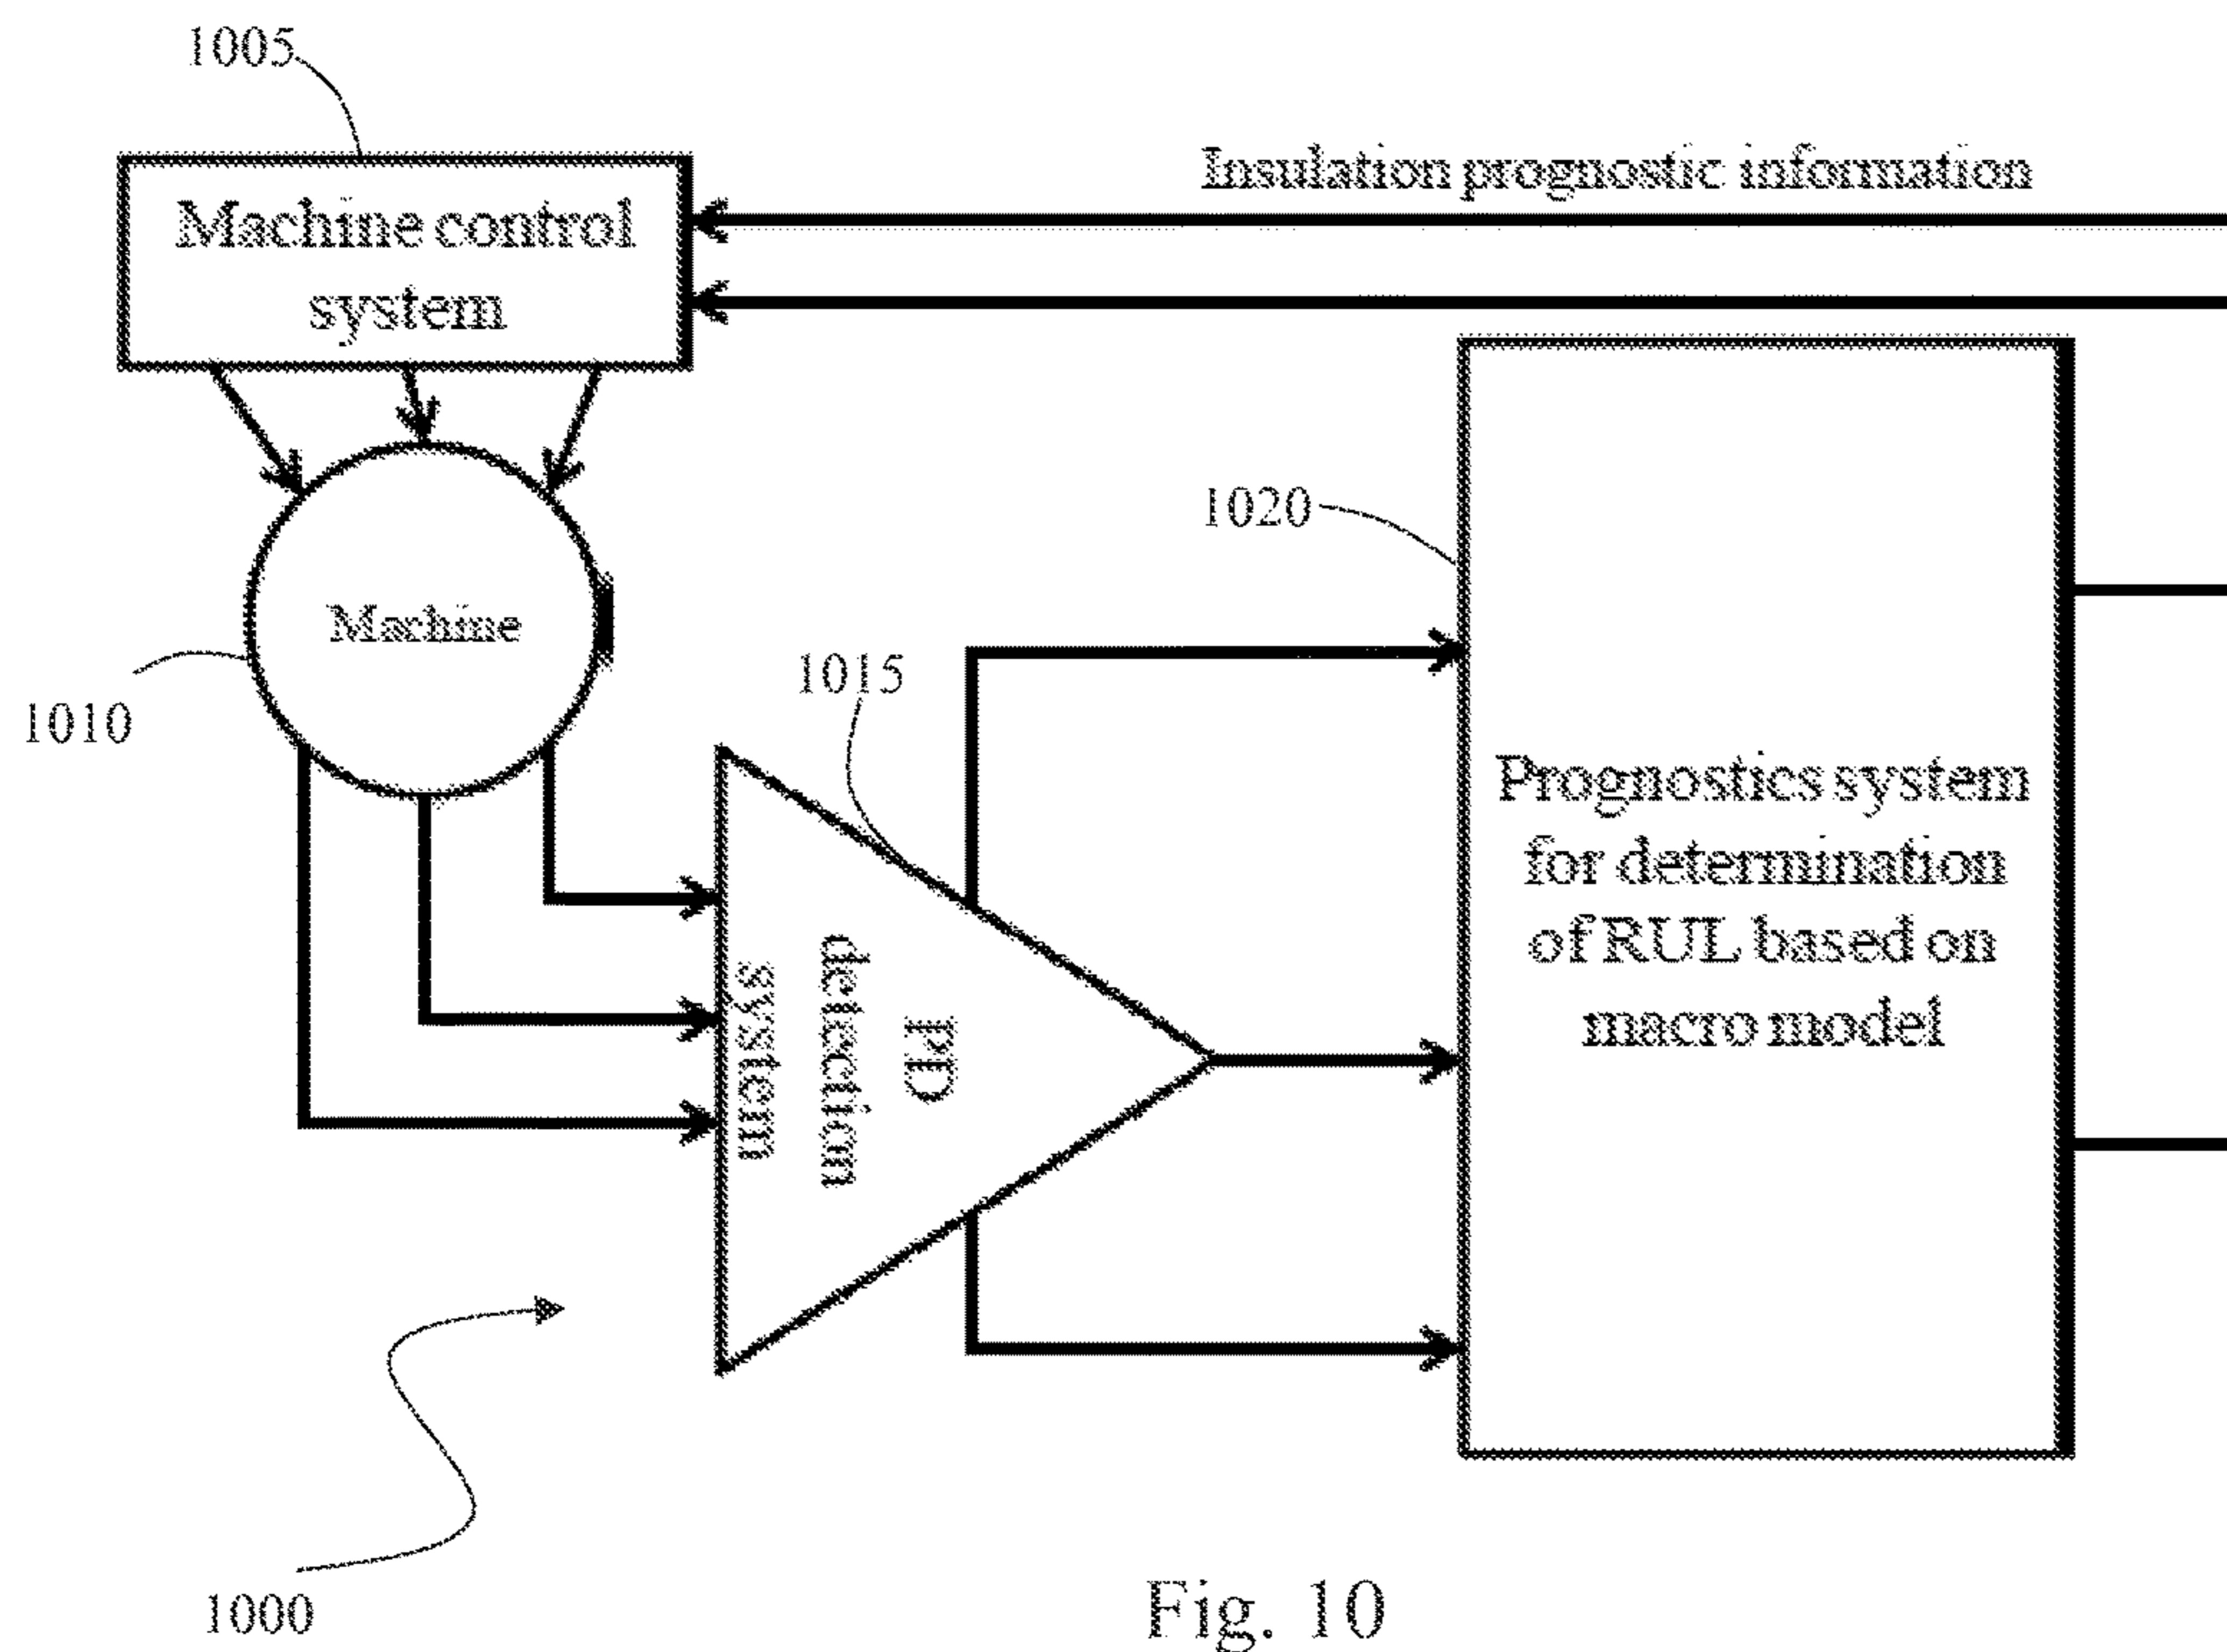 1005
Insulation prognostic information
Machine control
system
1020
Machine
1015
1010
Prognostics system
for determination
of RUL based on
macro model
PD
detection
system
1000
Fig. 10